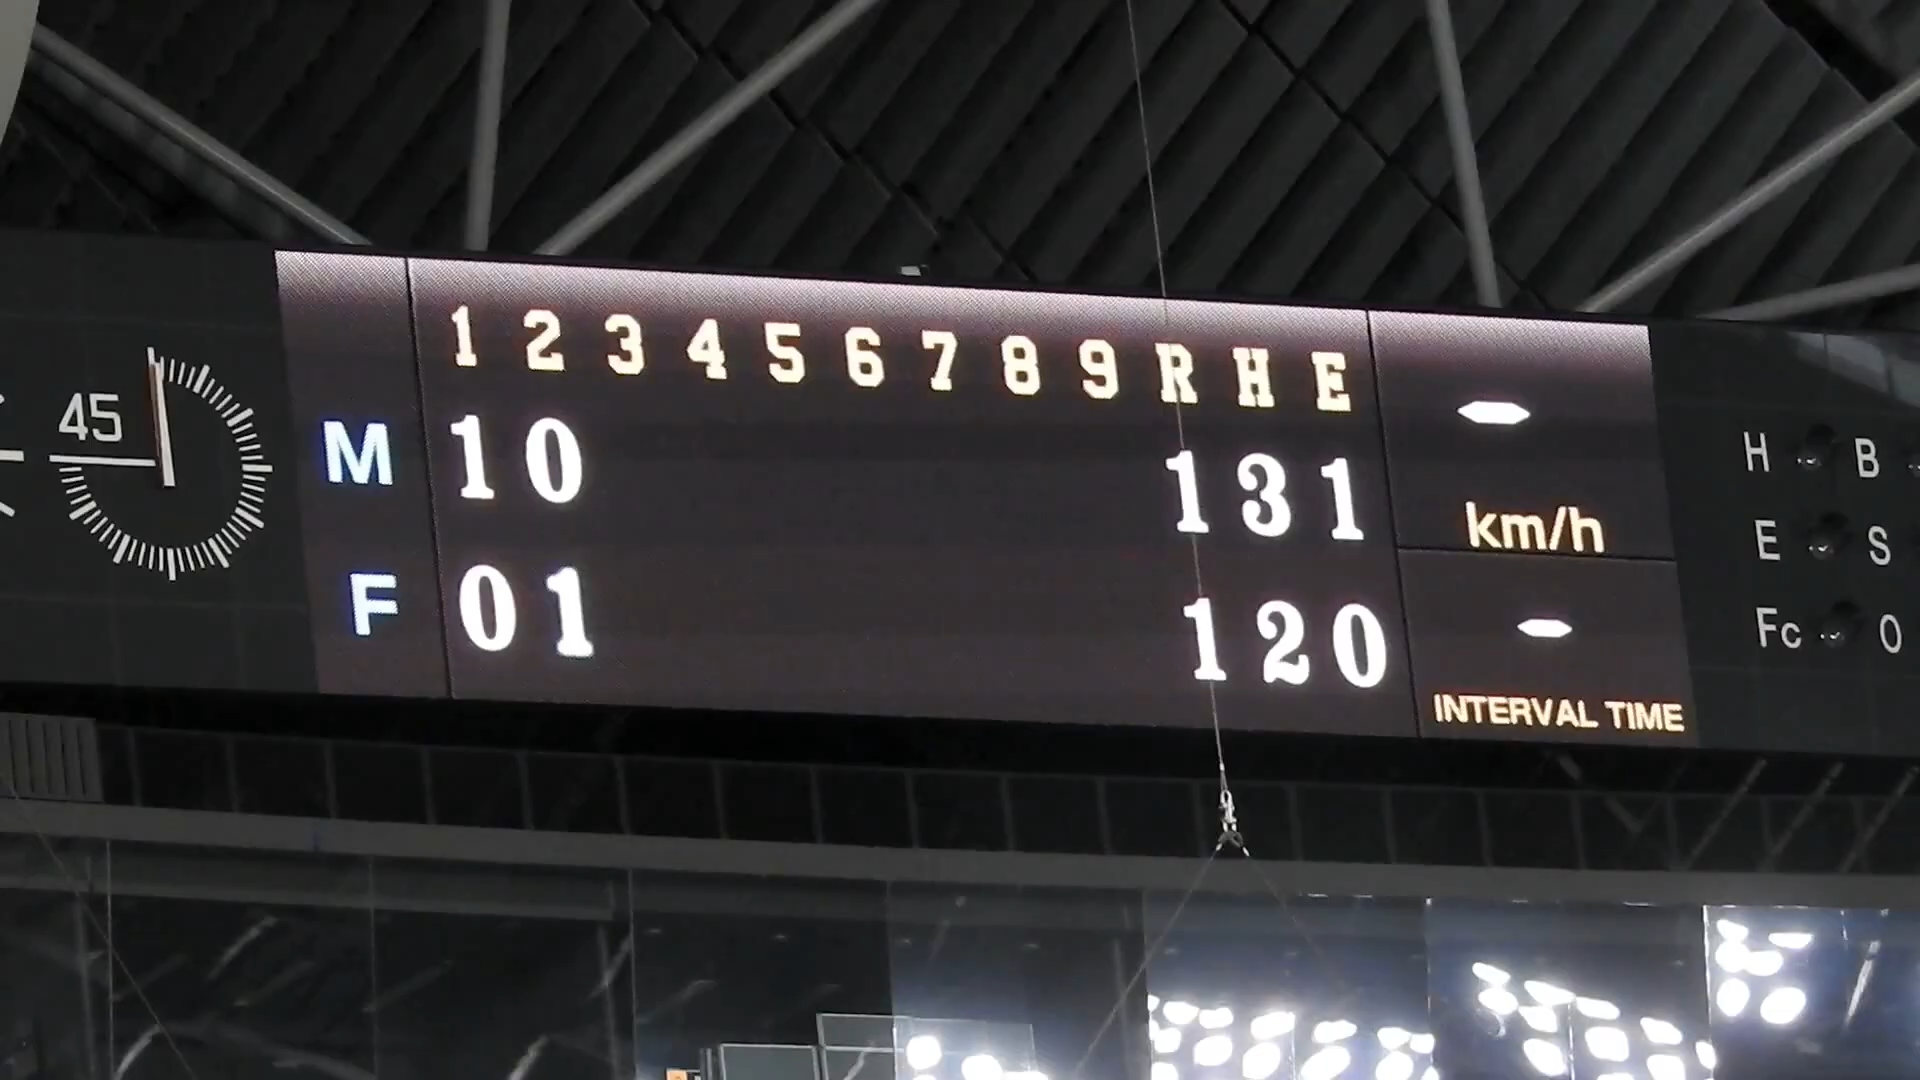 1 2 3 4 5 6 7 8 9 R H E
45
M 1 0 1 3 1
-
km/h
F 0 1 1 2 0
-
INTERVAL TIME
H B
E S
Fc O